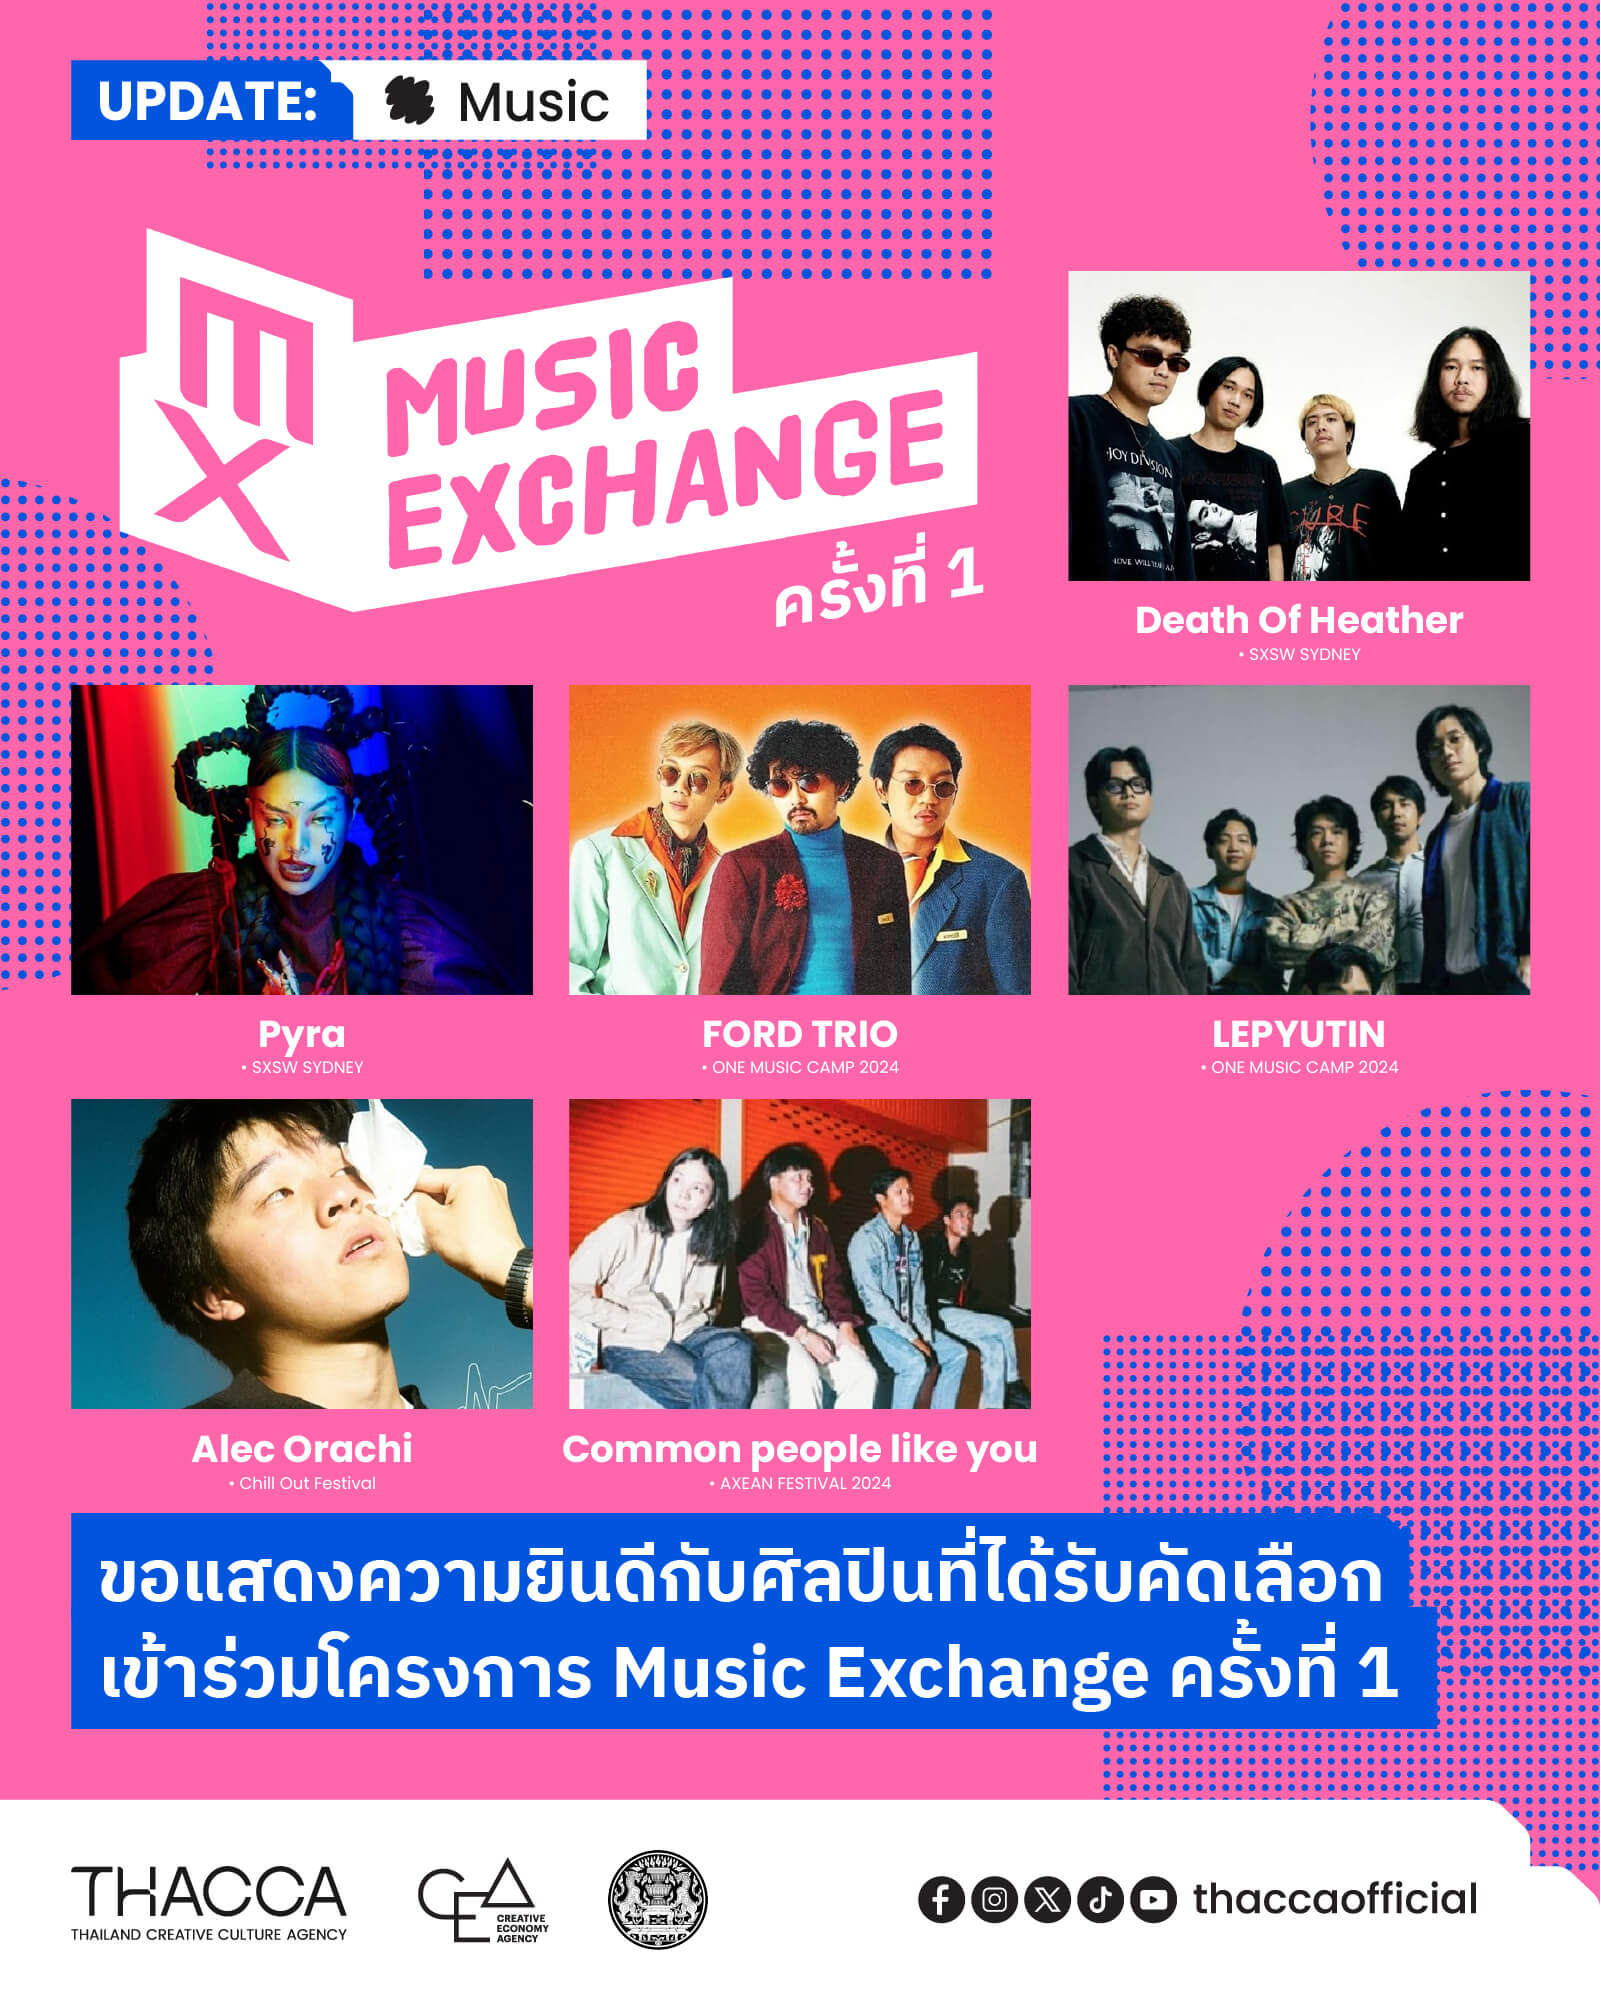 UPDATE: Music
MX
MUSIC
EXCHANGE
ครั้งที่ 1
JOY DIVISION
Death Of Heather
• SXSW SYDNEY
Pyra
• SXSW SYDNEY
FORD TRIO
• ONE MUSIC CAMP 2024
LEPYUTIN
• ONE MUSIC CAMP 2024
Alec Orachi
• Chill Out Festival
Common people like you
• AXEAN FESTIVAL 2024
ขอแสดงความยินดีกับศิลปินที่ได้รับคัดเลือก
เข้าร่วมโครงการ Music Exchange ครั้งที่ 1
THACCA
THAILAND CREATIVE CULTURE AGENCY
CEA
CREATIVE
ECONOMY
AGENCY
thaccaofficial